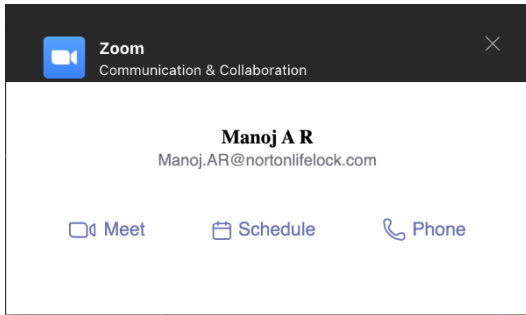 Zoom
Communication & Collaboration
Manoj A R
Manoj.AR@nortonlifelock.com
Meet Schedule Phone